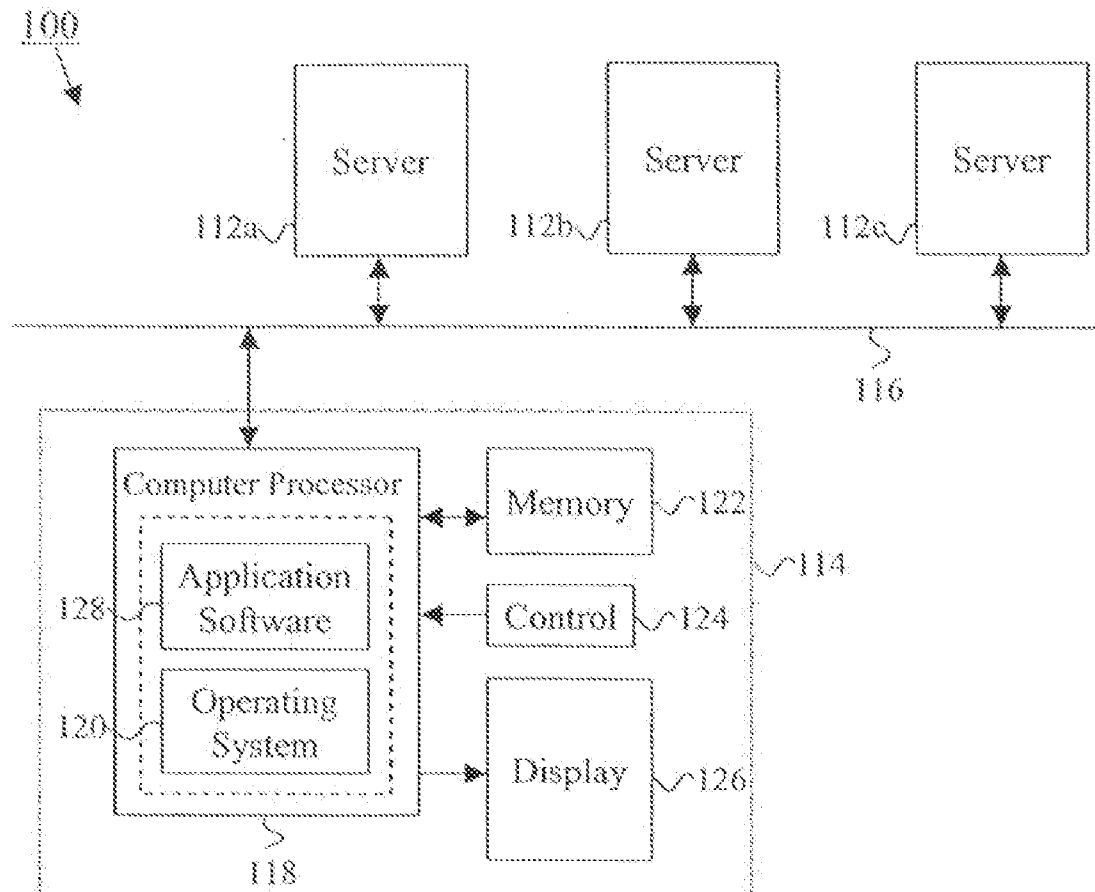 100
Server
Server
Server
112a
112b
112c
116
Computer Processor
Memory
122
114
Application
Software
128
Control
124
Operating
System
120
Display
126
118